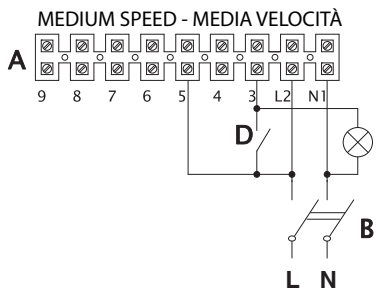 MEDIUM SPEED - MEDIA VELOCITÀ
A
9 8 7 6 5 4 3 L2 N1
D
B
L N